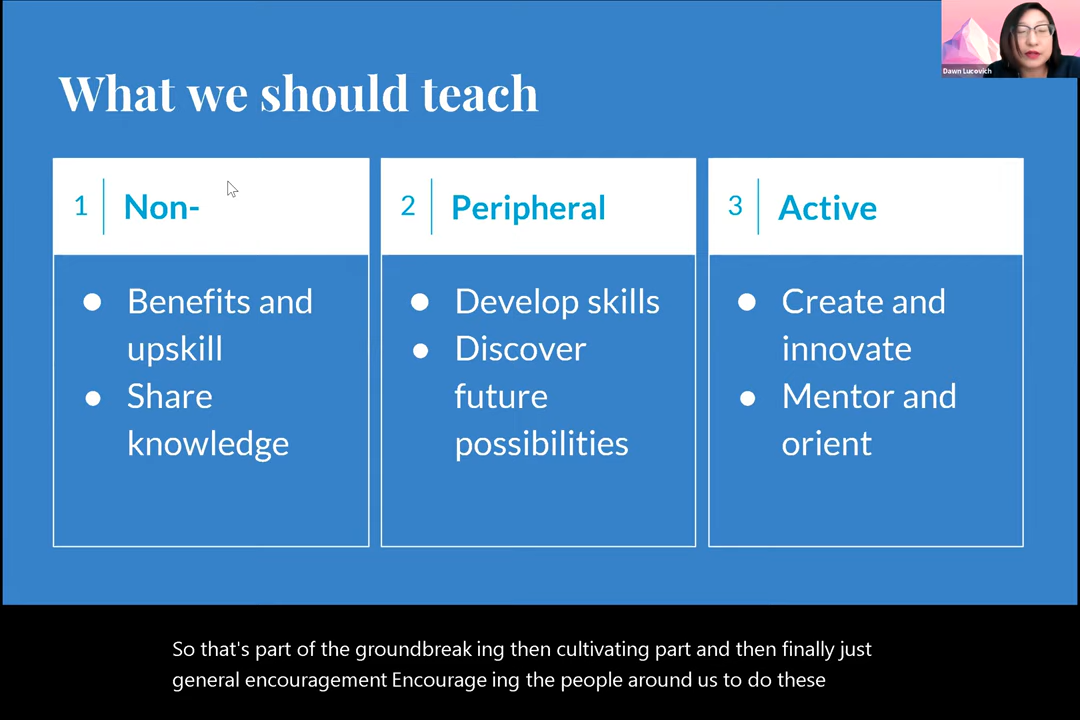 Dawn Lucovich
What we should teach
1
Non-
● Benefits and
upskill
● Share
knowledge
2
Peripheral
● Develop skills
● Discover
future
possibilities
3
Active
● Create and
innovate
● Mentor and
orient
So that's part of the groundbreak ing then cultivating part and then finally just
general encouragement Encourage ing the people around us to do these